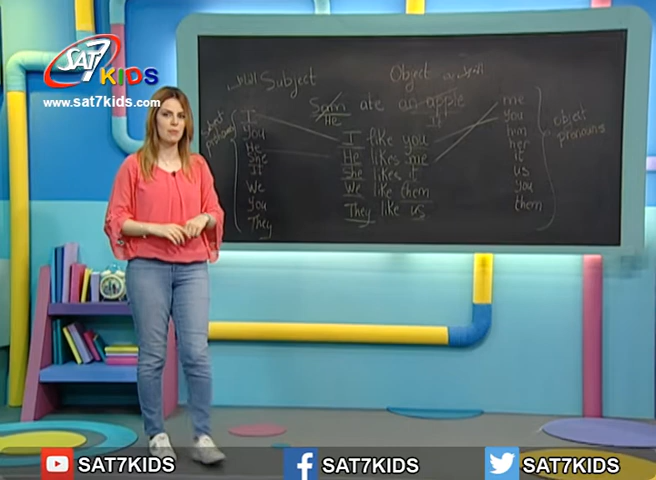 SAT7
KIDS
www.sat7kids.com
Subject
Object
Sam ate an apple
He
It
subject pronouns
I
You
He
She
It
We
You
They
I like you
He likes me
She likes it
We like them
They like us
me
you
him
her
it
us
you
them
object
pronouns
SAT7KIDS
SAT7KIDS
SAT7KIDS